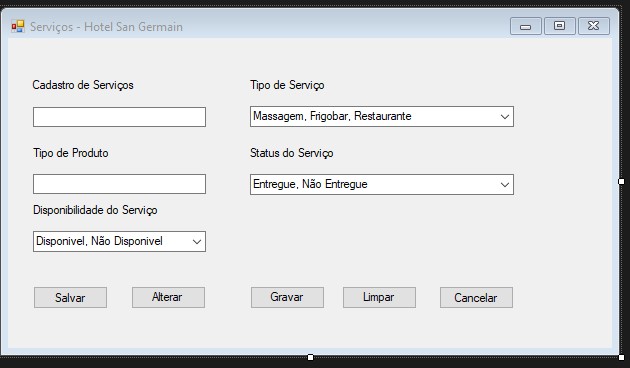 Serviços - Hotel San Germain
Cadastro de Serviços
Tipo de Serviço
Massagem, Frigobar, Restaurante
Tipo de Produto
Status do Serviço
Entregue, Não Entregue
Disponibilidade do Serviço
Disponivel, Não Disponivel
Salvar
Alterar
Gravar
Limpar
Cancelar